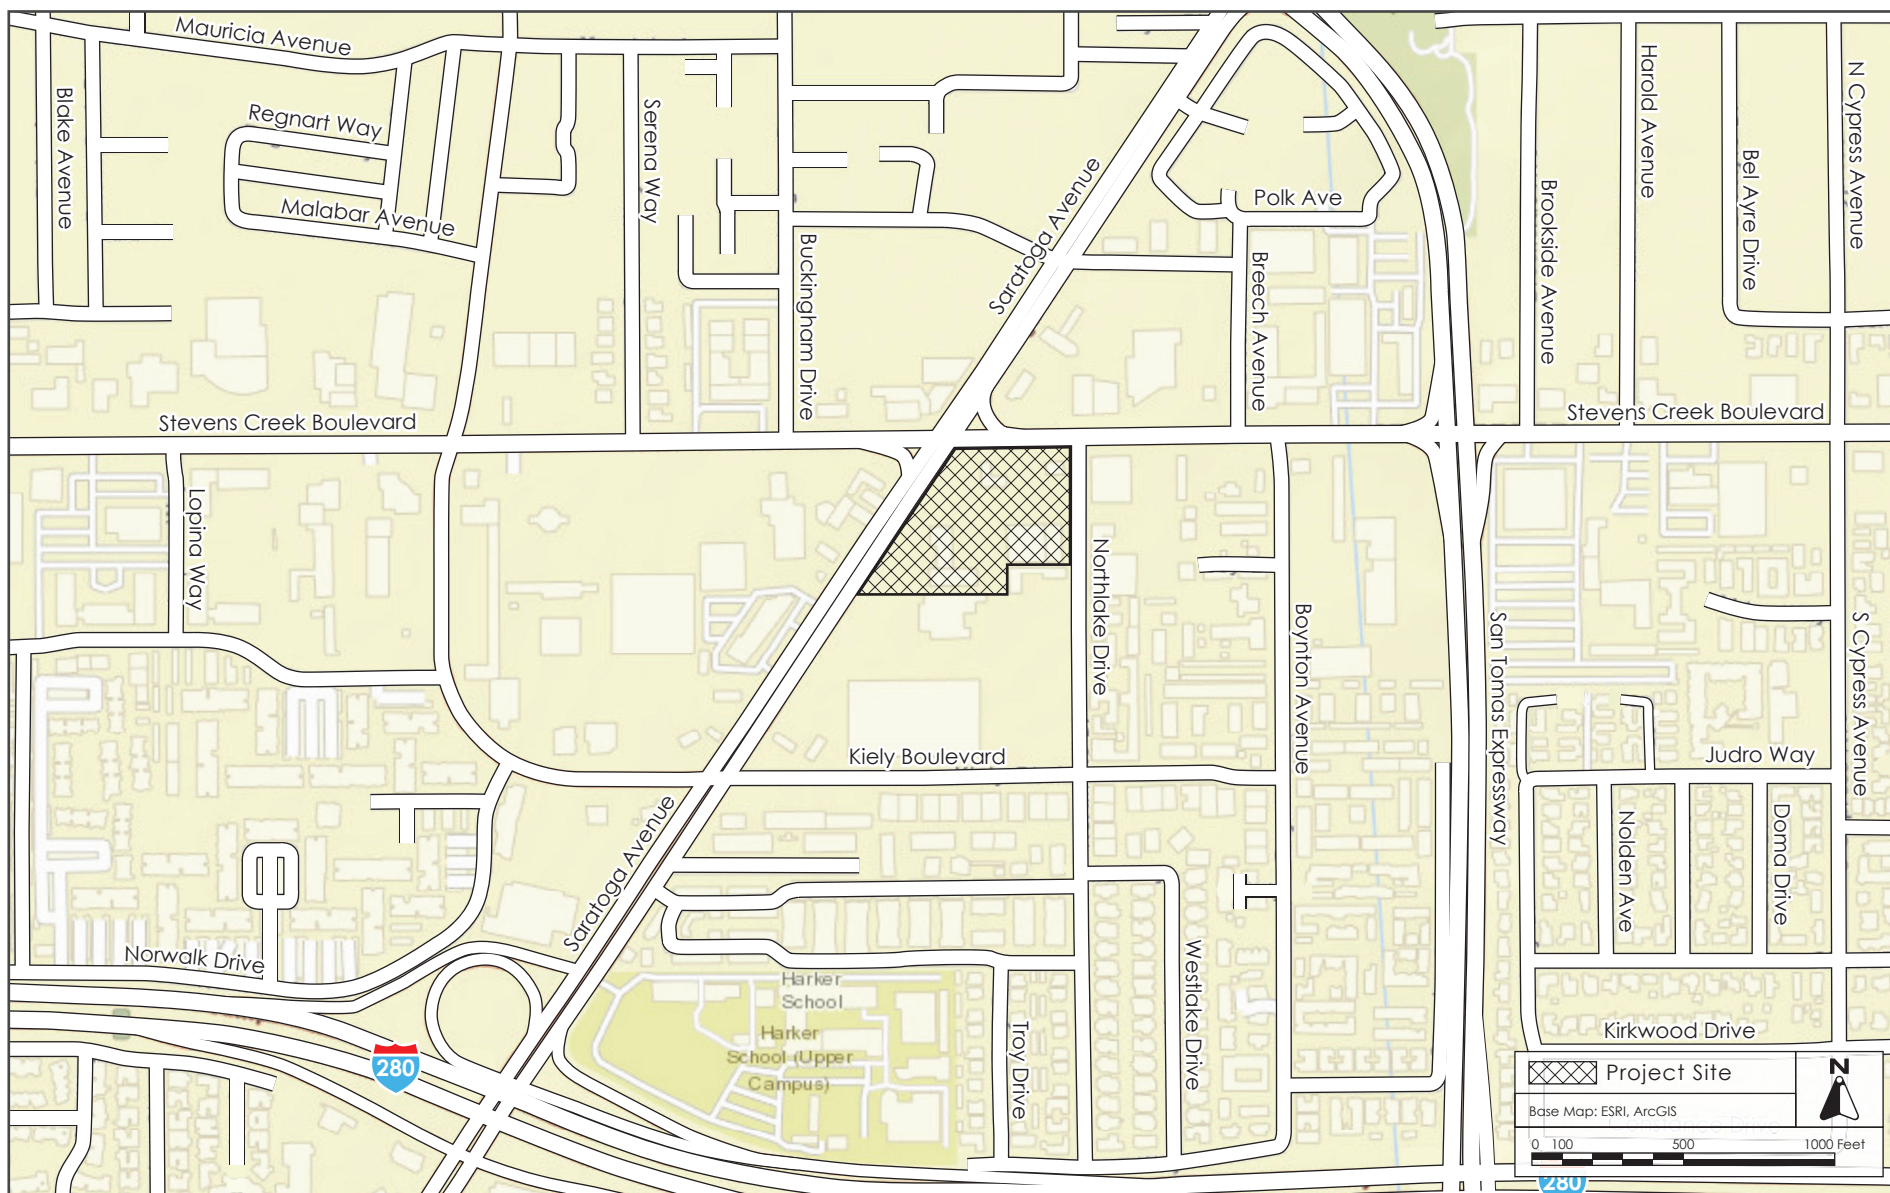 Mauricia Avenue
Blake Avenue
Regnart Way
Malabar Avenue
Serena Way
Buckingham Drive
Saratoga Avenue
Polk Ave
Breech Avenue
Brookside Avenue
Harold Avenue
Bel Ayre Drive
N Cypress Avenue
Stevens Creek Boulevard
Stevens Creek Boulevard
Lopina Way
Northlake Drive
Boynton Avenue
San Tomas Expressway
S Cypress Avenue
Kiely Boulevard
Judro Way
Saratoga Avenue
Nolden Ave
Doma Drive
Norwalk Drive
Westlake Drive
Harker
School
Harker
School (Upper
Campus)
Troy Drive
Kirkwood Drive
280
Project Site
N
Base Map: ESRI, ArcGIS
0 100 500 1000 Feet
280